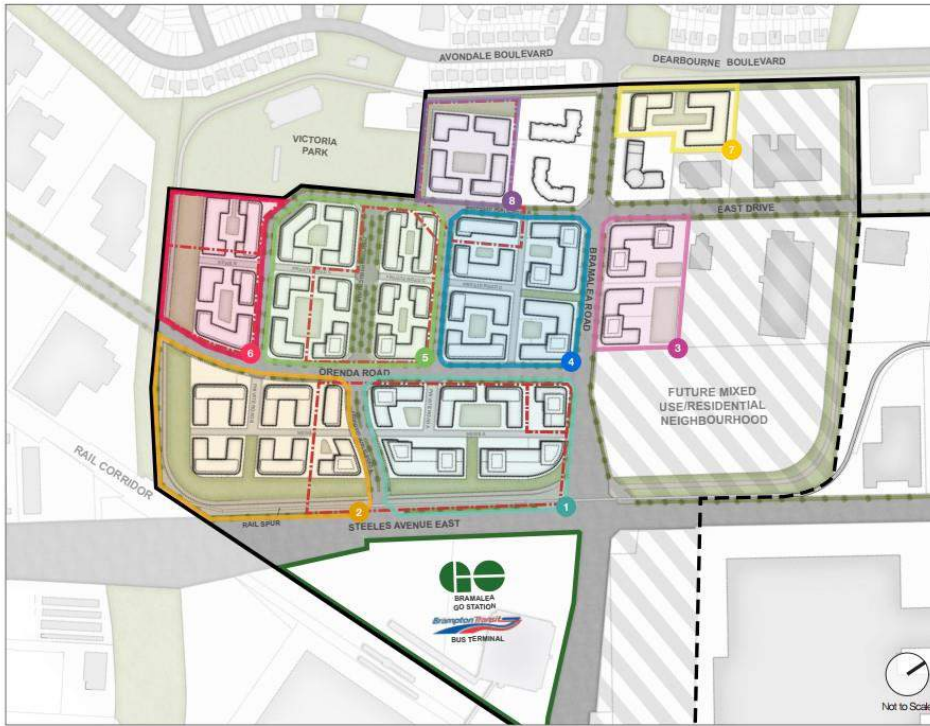 AVONDALE BOULEVARD
DEARBOURNE BOULEVARD
VICTORIA
PARK
7
8
EAST DRIVE
BRAMALEA ROAD
6
5
4
3
ORENDA ROAD
FUTURE MIXED
USE/RESIDENTIAL
NEIGHBOURHOOD
RAIL CORRIDOR
2
1
RAIL SPUR
STEELES AVENUE EAST
GO
BRAMALEA
GO STATION
Brampton Transit
BUS TERMINAL
Not to Scale